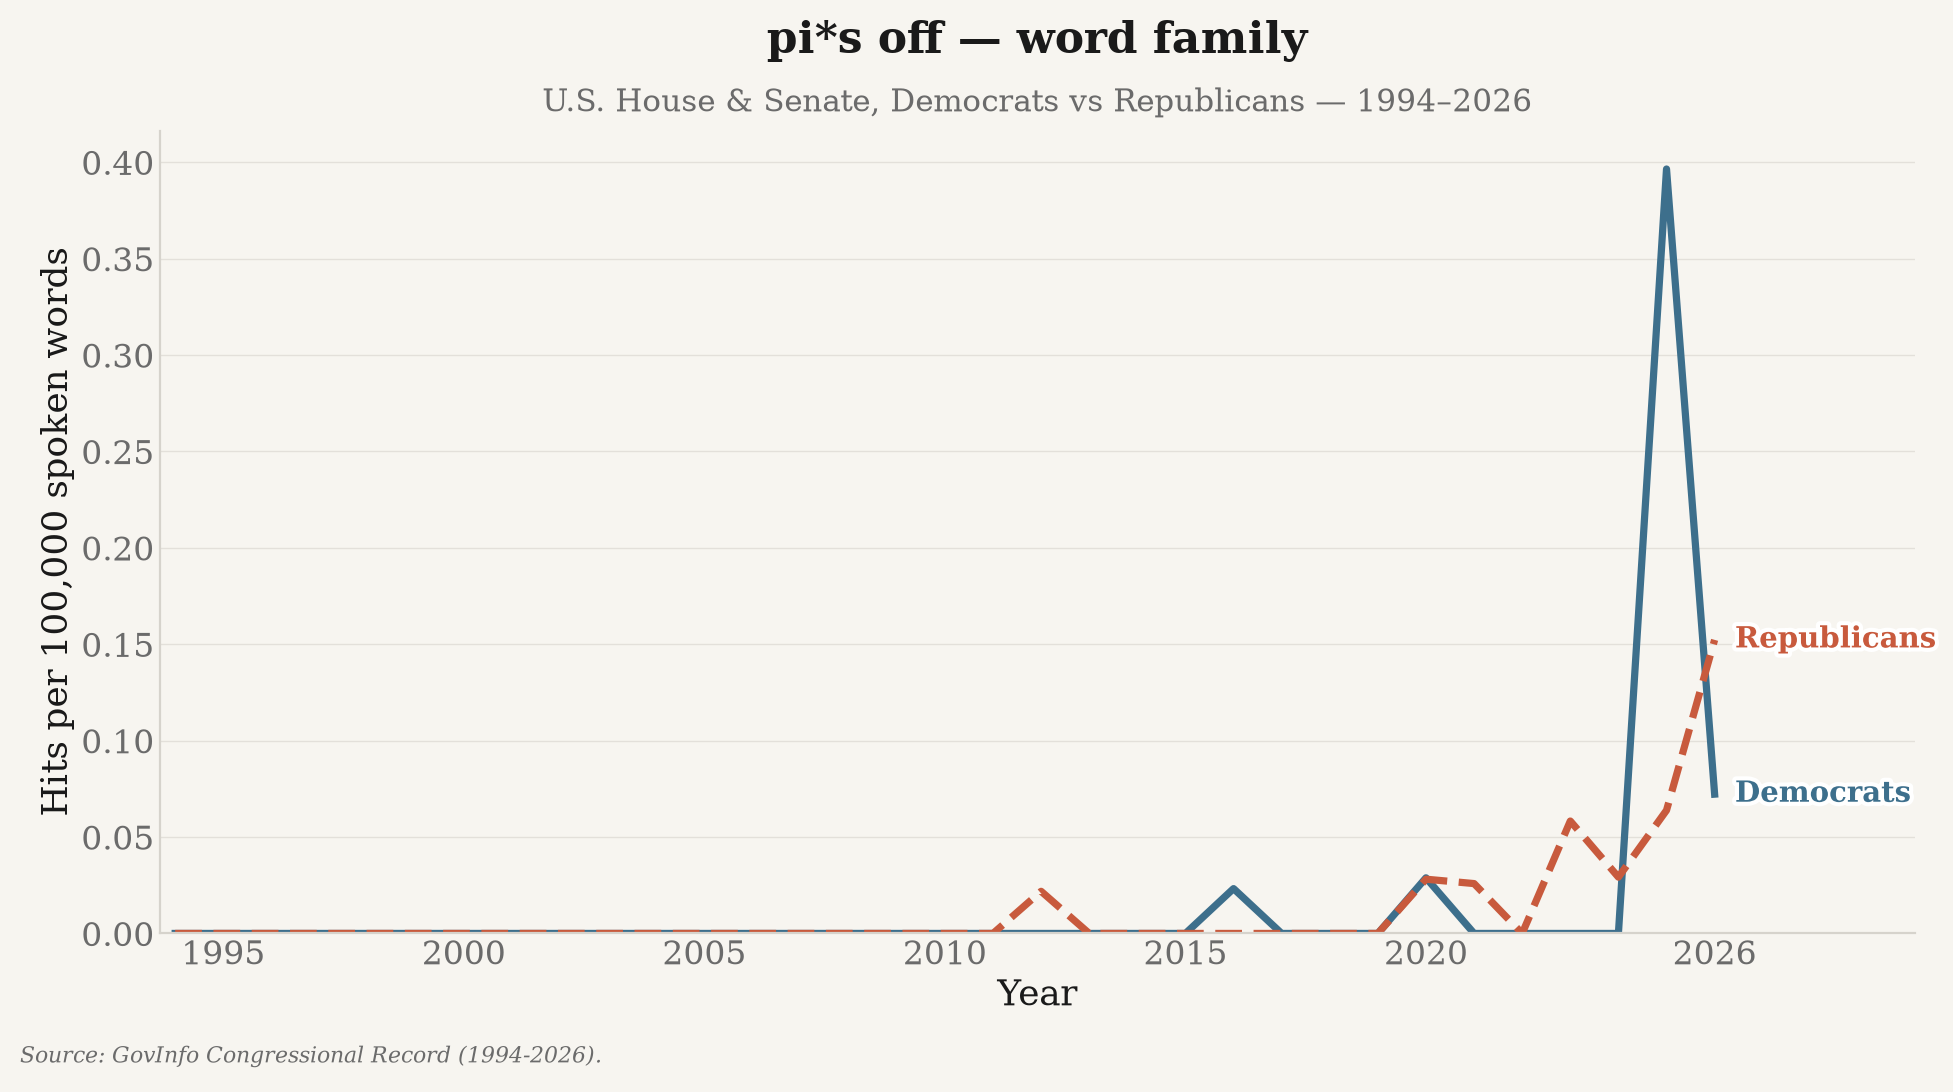 pi*s off — word family
U.S. House & Senate, Democrats vs Republicans — 1994–2026
Hits per 100,000 spoken words
0.40
0.35
0.30
0.25
0.20
0.15
0.10
0.05
0.00
Republicans
Democrats
1995 2000 2005 2010 2015 2020 2026
Year
Source: GovInfo Congressional Record (1994-2026).